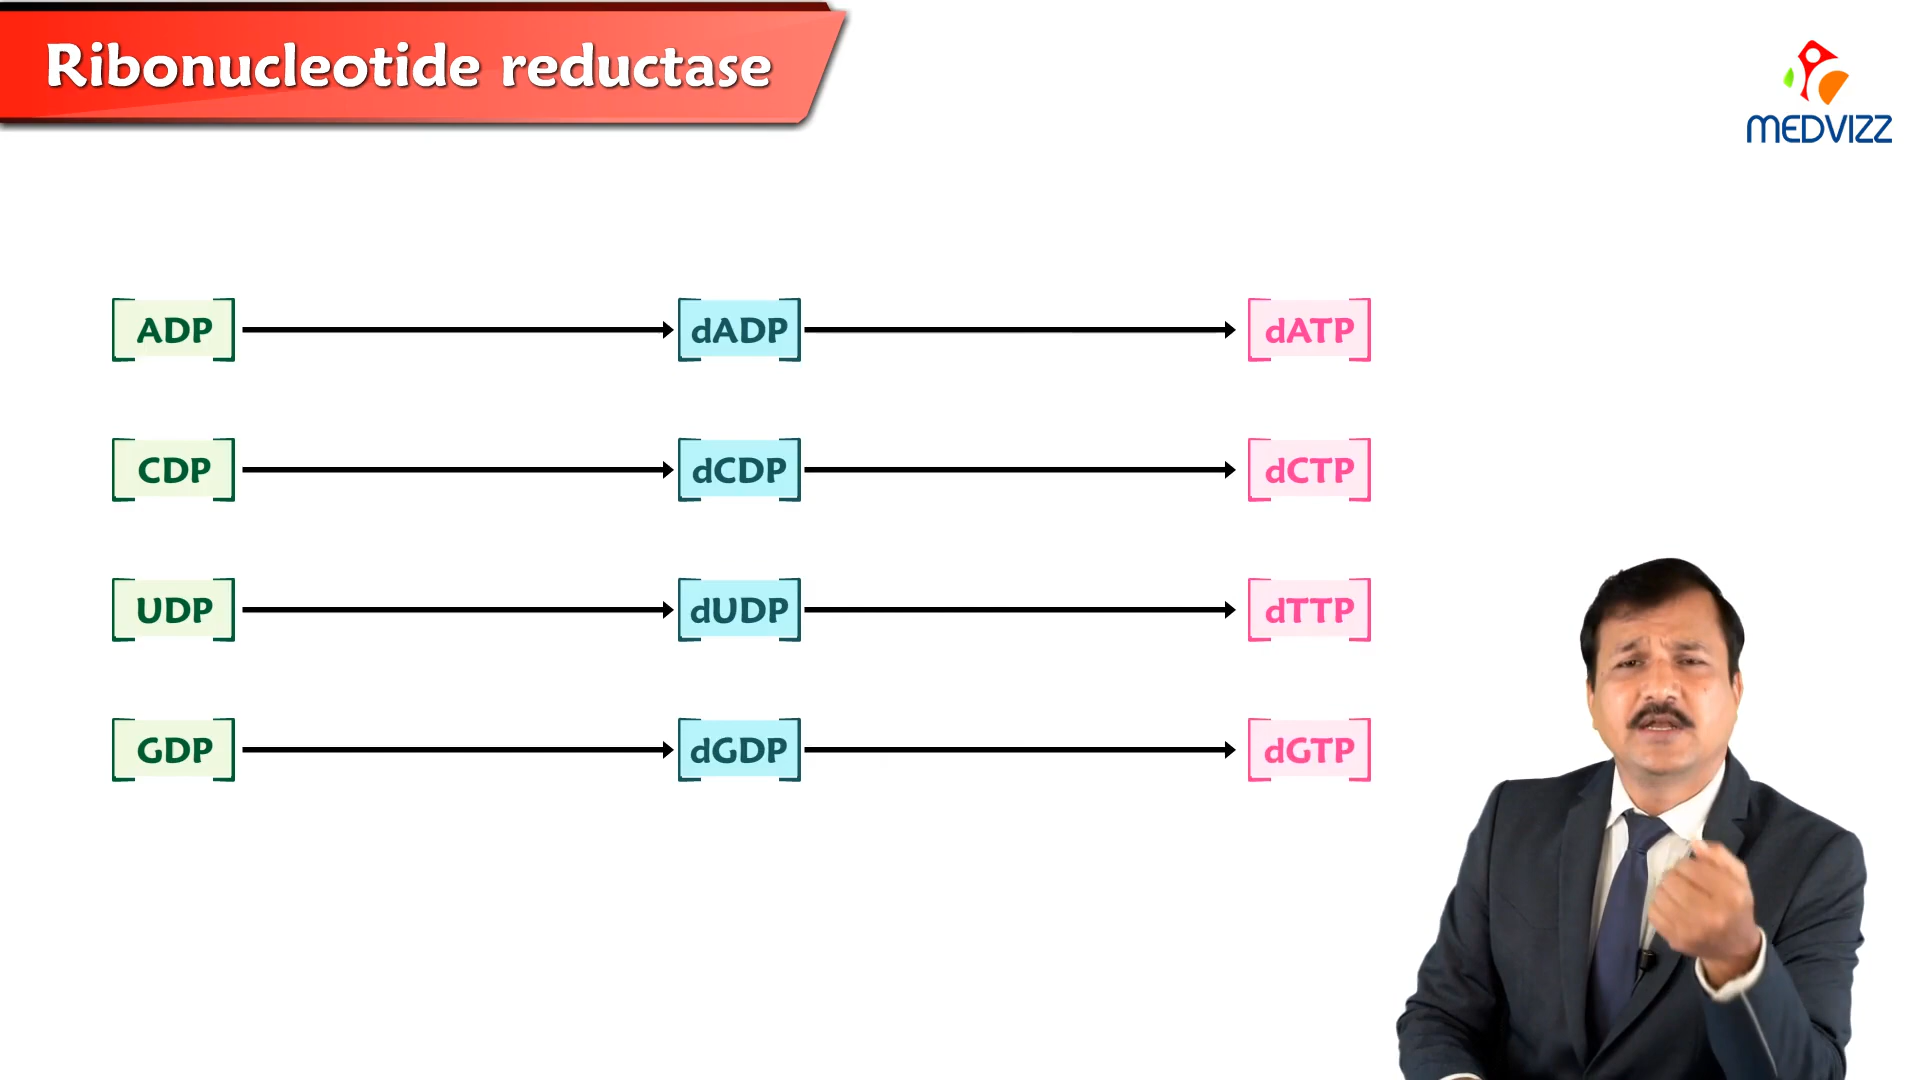 Ribonucleotide reductase
MEDVIZZ
ADP dADP dATP
CDP dCDP dCTP
UDP dUDP dTTP
GDP dGDP dGTP